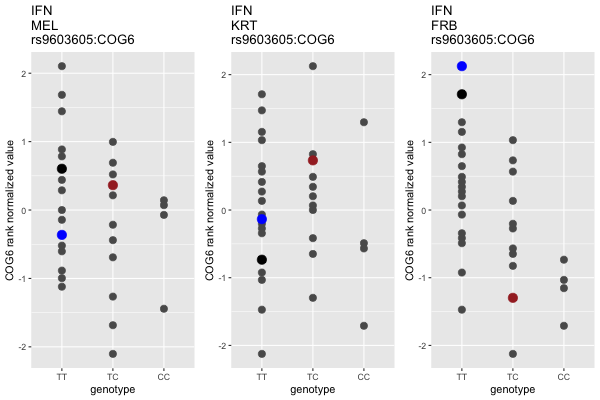 IFN
MEL
rs9603605:COG6
COG6 rank normalized value
2
1
0
-1
-2
TT
TC
CC
genotype
IFN
KRT
rs9603605:COG6
COG6 rank normalized value
2
1
0
-1
-2
TT
TC
CC
genotype
IFN
FRB
rs9603605:COG6
COG6 rank normalized value
2
1
0
-1
-2
TT
TC
CC
genotype